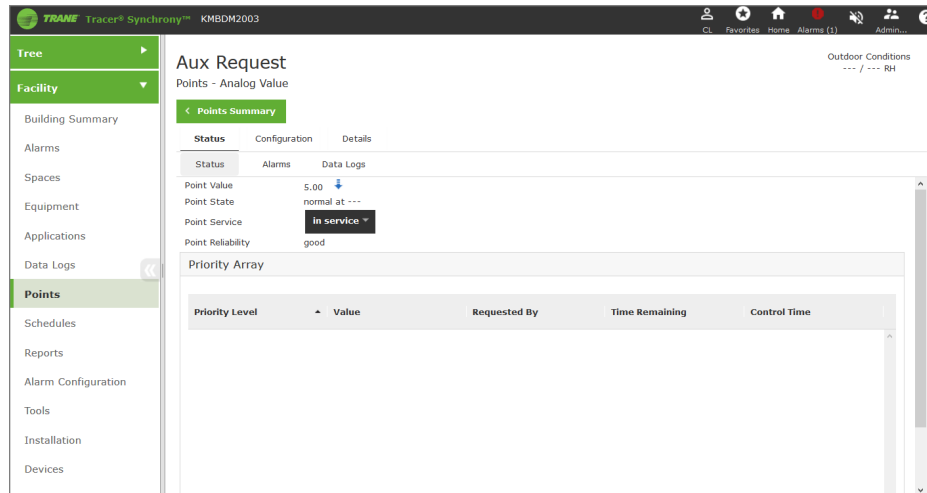 TRANE Tracer® Synchrony™ KMBDM2003
CL Favorites Home Alarms (1) Admin...
Tree
Facility
Building Summary
Alarms
Spaces
Equipment
Applications
Data Logs
Points
Schedules
Reports
Alarm Configuration
Tools
Installation
Devices
Aux Request
Outdoor Conditions
--- / --- RH
Points - Analog Value
< Points Summary
Status Configuration Details
Status Alarms Data Logs
Point Value 5.00
Point State normal at ---
Point Service in service
Point Reliability good
Priority Array
Priority Level Value Requested By Time Remaining Control Time